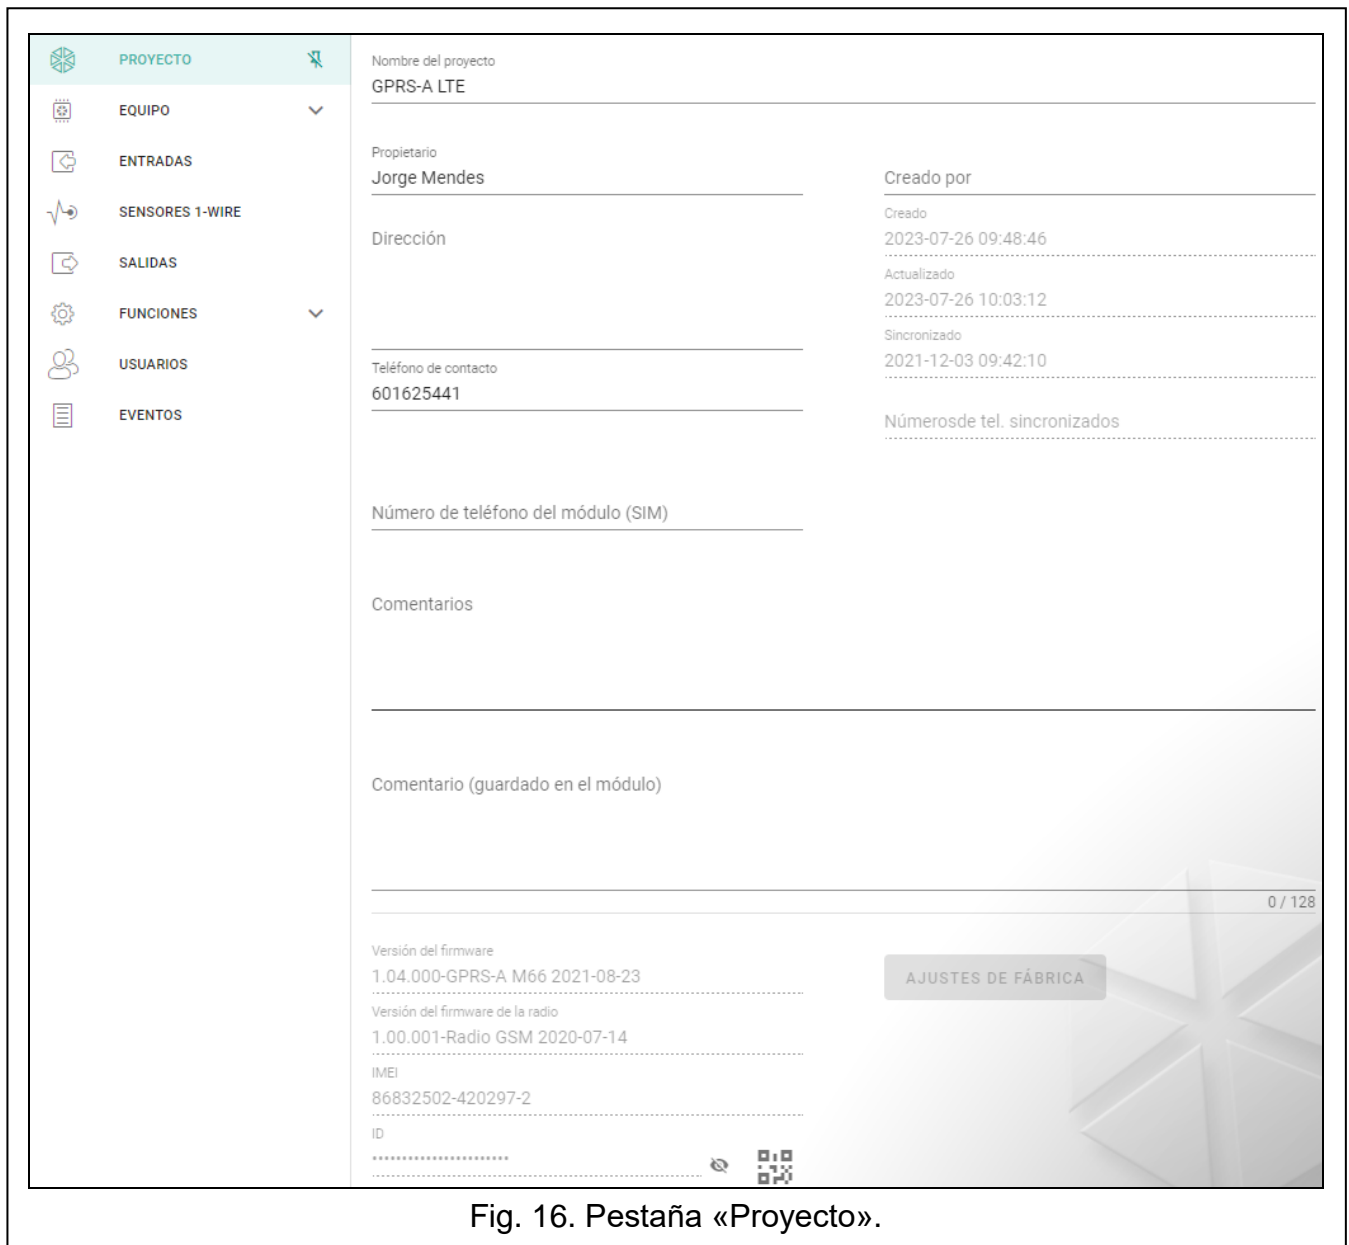 PROYECTO
EQUIPO
ENTRADAS
SENSORES 1-WIRE
SALIDAS
FUNCIONES
USUARIOS
EVENTOS
Nombre del proyecto
GPRS-A LTE
Propietario
Jorge Mendes
Creado por
Creado
2023-07-26 09:48:46
Dirección
Actualizado
2023-07-26 10:03:12
Sincronizado
2021-12-03 09:42:10
Teléfono de contacto
601625441
Númerosde tel. sincronizados
Número de teléfono del módulo (SIM)
Comentarios
Comentario (guardado en el módulo)
0 / 128
Versión del firmware
1.04.000-GPRS-A M66 2021-08-23
AJUSTES DE FÁBRICA
Versión del firmware de la radio
1.00.001-Radio GSM 2020-07-14
IMEI
86832502-420297-2
ID
Fig. 16. Pestaña «Proyecto».